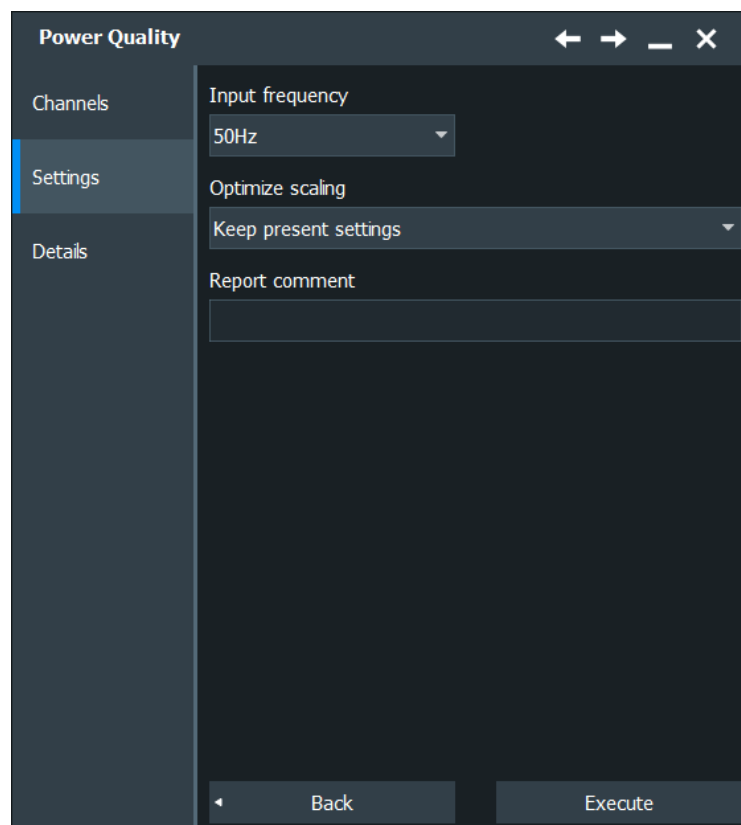 Power Quality
Channels
Settings
Details
Input frequency
50Hz
Optimize scaling
Keep present settings
Report comment
Back
Execute